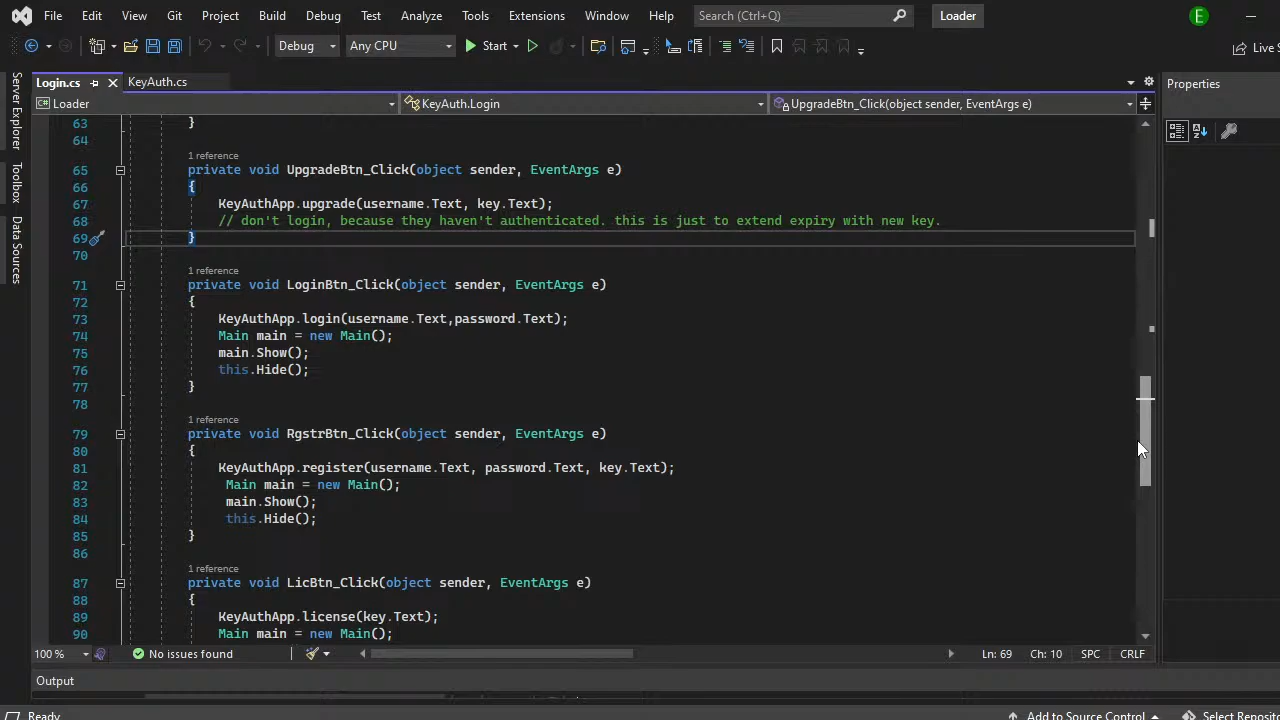 File Edit View Git Project Build Debug Test Analyze Tools Extensions Window Help Search (Ctrl+Q) Loader E
Debug Any CPU Start Live S
Login.cs KeyAuth.cs Properties
Loader KeyAuth.Login UpgradeBtn_Click(object sender, EventArgs e)
Server Explorer
Toolbox
Data Sources
63 }
64
1 reference
65 private void UpgradeBtn_Click(object sender, EventArgs e)
66 {
67 KeyAuthApp.upgrade(username.Text, key.Text);
68 // don't login, because they haven't authenticated. this is just to extend expiry with new key.
69 }
70
1 reference
71 private void LoginBtn_Click(object sender, EventArgs e)
72 {
73 KeyAuthApp.login(username.Text,password.Text);
74 Main main = new Main();
75 main.Show();
76 this.Hide();
77 }
78
1 reference
79 private void RgstrBtn_Click(object sender, EventArgs e)
80 {
81 KeyAuthApp.register(username.Text, password.Text, key.Text);
82 Main main = new Main();
83 main.Show();
84 this.Hide();
85 }
86
1 reference
87 private void LicBtn_Click(object sender, EventArgs e)
88 {
89 KeyAuthApp.license(key.Text);
90 Main main = new Main();
100 % No issues found Ln: 69 Ch: 10 SPC CRLF
Output
Ready Add to Source Control Select Reposito